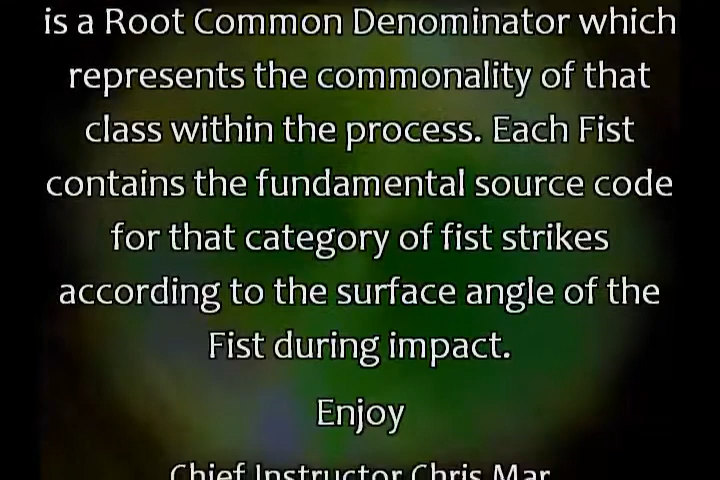 is a Root Common Denominator which
represents the commonality of that
class within the process. Each Fist
contains the fundamental source code
for that category of fist strikes
according to the surface angle of the
Fist during impact.
Enjoy
Chief Instructor Chris Mar